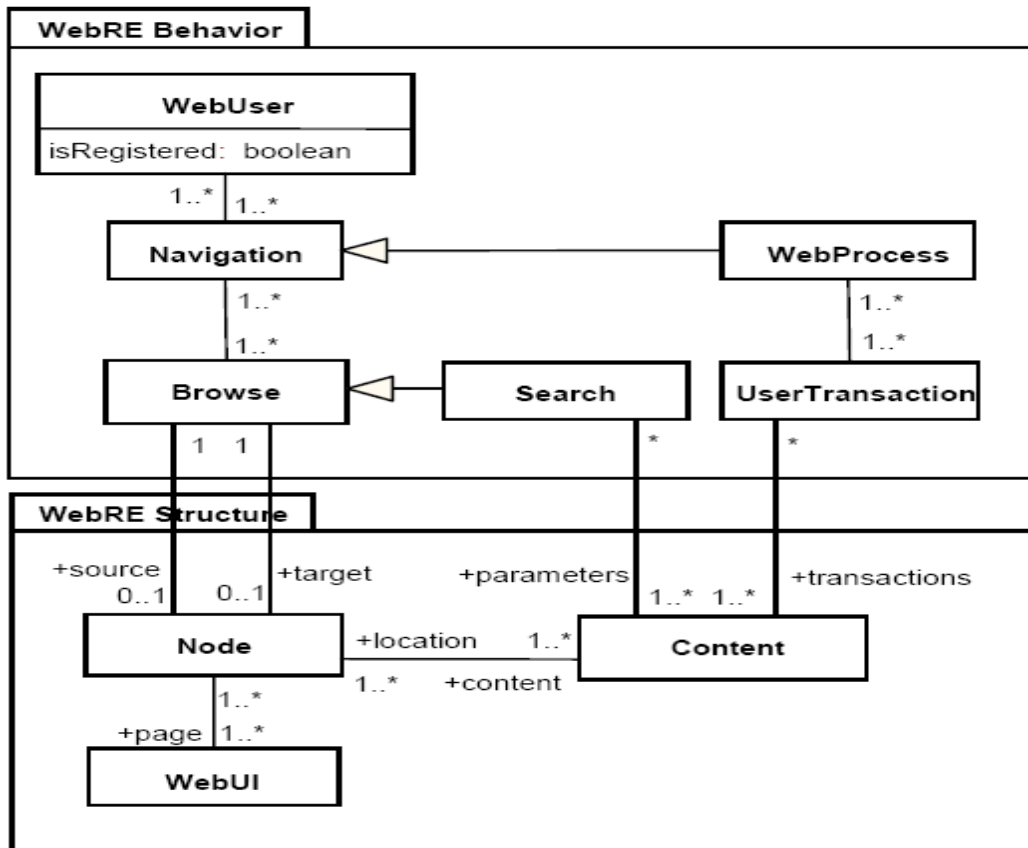 WebRE Behavior
WebUser
isRegistered: boolean
1..*
1..*
Navigation
WebProcess
1..*
1..*
1..*
1..*
Browse
Search
UserTransaction
1
1
*
*
WebRE Structure
+source
+target
+parameters
+transactions
0..1
0..1
1..*
1..*
Node
+location
1..*
Content
1..*
+content
1..*
+page
1..*
WebUI